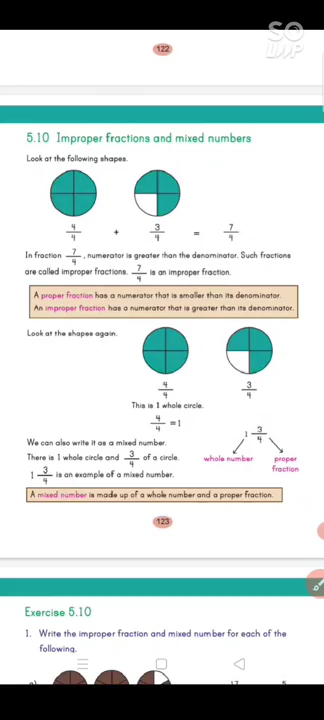 SO
LOOP
122
5.10 Improper fractions and mixed numbers
Look at the following shapes.
4/4 + 3/4 = 7/4
In fraction 7/4, numerator is greater than the denominator. Such fractions
are called improper fractions. 7/4 is an improper fraction.
A proper fraction has a numerator that is smaller than its denominator.
An improper fraction has a numerator that is greater than its denominator.
Look at the shapes again.
4/4 3/4
This is 1 whole circle.
4/4 = 1
We can also write it as a mixed number.
There is 1 whole circle and 3/4 of a circle.
1 3/4 is an example of a mixed number.
1 3/4
whole number proper
fraction
A mixed number is made up of a whole number and a proper fraction.
123
Exercise 5.10
1. Write the improper fraction and mixed number for each of the
following.
17 5